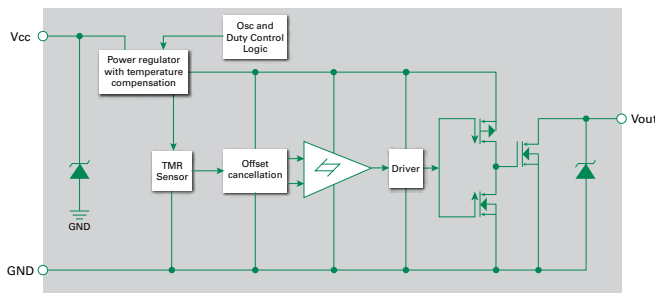 Osc and
Duty Control
Logic
Vcc
Power regulator
with temperature
compensation
Vout
TMR
Sensor
Offset
cancellation
Driver
GND
GND